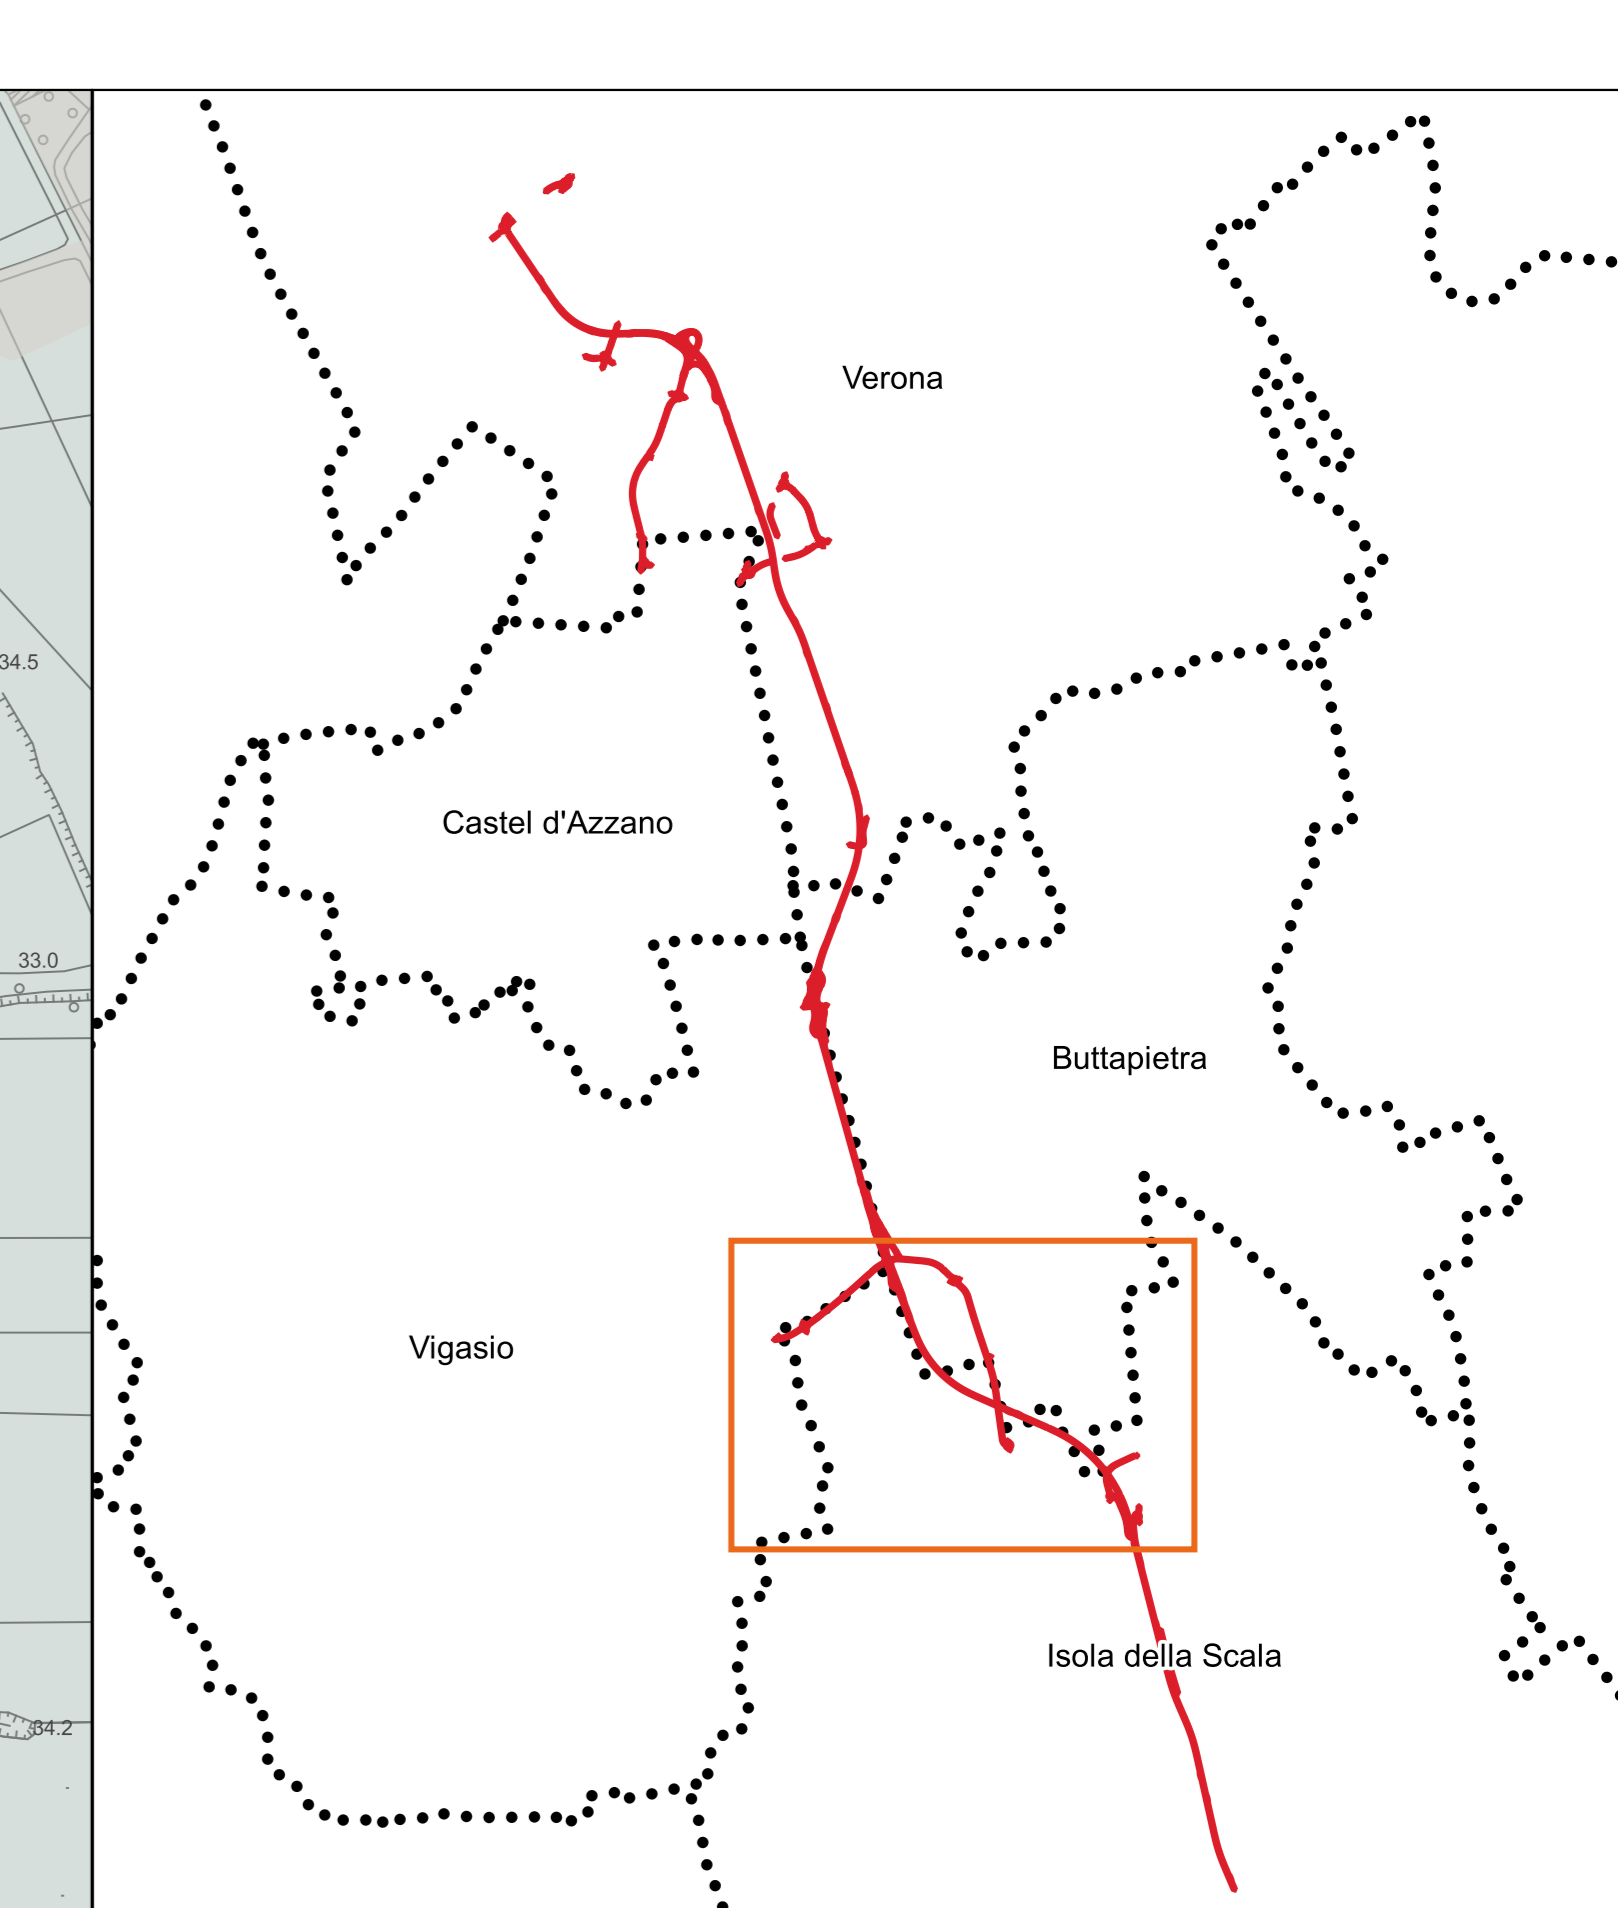 Verona
34.5
Castel d'Azzano
33.0
Buttapietra
Vigasio
Isola della Scala
34.2